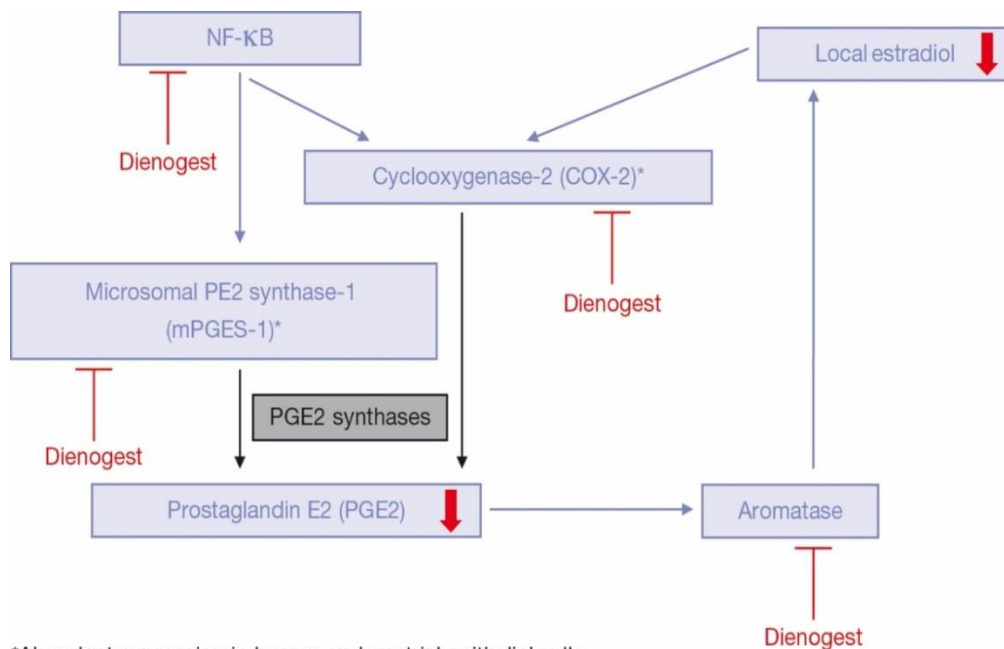 NF-κB
Local estradiol
Dienogest
Cyclooxygenase-2 (COX-2)*
Microsomal PE2 synthase-1
(mPGES-1)*
Dienogest
PGE2 synthases
Dienogest
Prostaglandin E2 (PGE2)
Aromatase
Dienogest